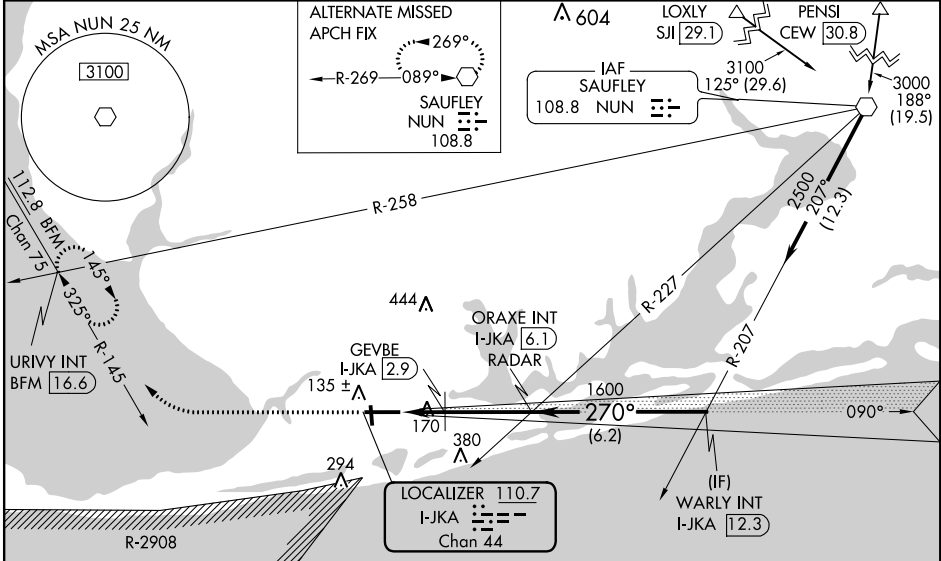 MSA NUN 25 NM
3100
ALTERNATE MISSED
APCH FIX
269°
R-269
089°
SAUFLEY
NUN
108.8
604
LOXLY
SJI 29.1
PENSI
CEW 30.8
3100
125° (29.6)
3000
188°
(19.5)
IAF
SAUFLEY
108.8 NUN
R-258
2500
207°
(12.3)
R-227
R-207
112.8 BFM
Chan 75
145°
325°
R-145
URIVY INT
BFM 16.6
444
ORAXE INT
I-JKA 6.1
RADAR
GEVBE
I-JKA 2.9
135 ±
1600
270°
(6.2)
090°
170
380
294
(IF)
WARLY INT
I-JKA 12.3
LOCALIZER 110.7
I-JKA
Chan 44
R-2908